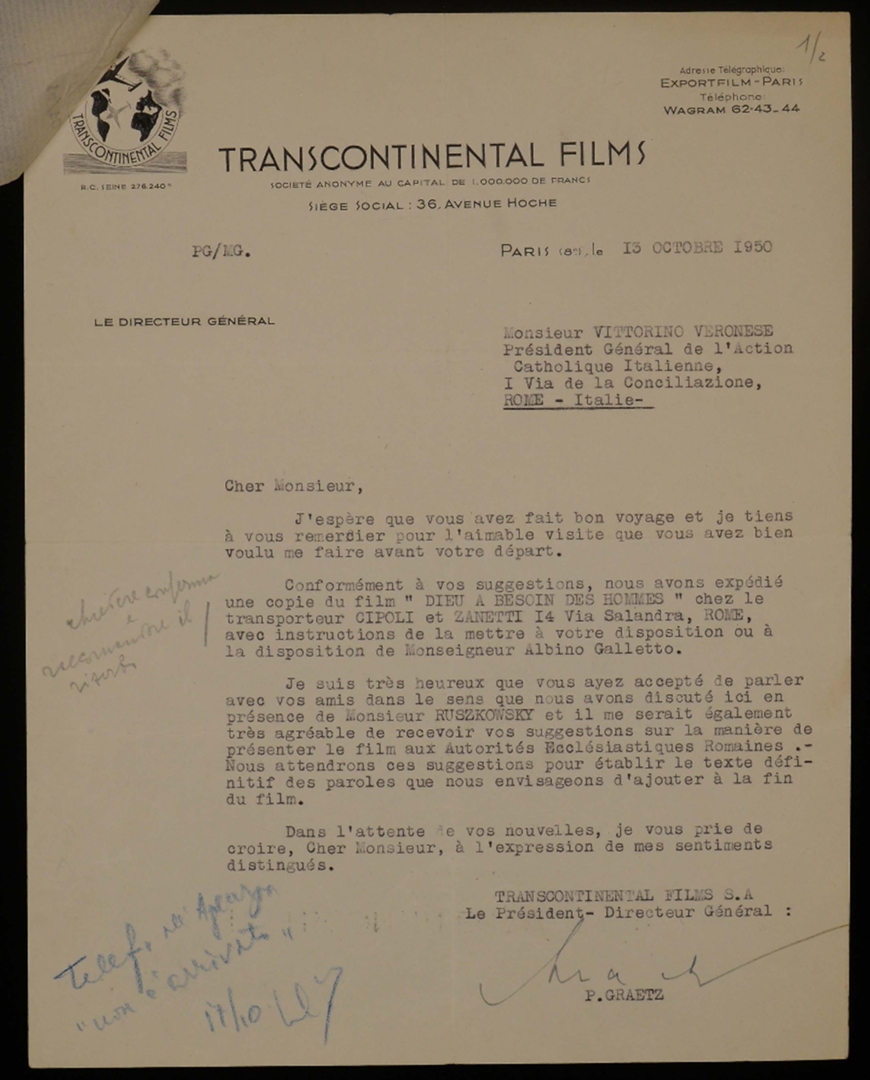 1/2
TRANSCONTINENTAL FILMS
R.C. SEINE 276.240
Adresse Télégraphique:
EXPORTFILM-PARIS
Téléphone:
WAGRAM 62-43_44
TRANSCONTINENTAL FILMS
SOCIÉTÉ ANONYME AU CAPITAL DE 1.000.000 DE FRANCS
SIÈGE SOCIAL : 36, AVENUE HOCHE
PG/MG.
PARIS (8e), le 13 OCTOBRE 1950
LE DIRECTEUR GÉNÉRAL
Monsieur VITTORINO VERONESE
Président Général de l'Action
Catholique Italienne,
I Via de la Conciliazione,
ROME - Italie-
Cher Monsieur,
J'espère que vous avez fait bon voyage et je tiens
à vous remercier pour l'aimable visite que vous avez bien
voulu me faire avant votre départ.
Conformément à vos suggestions, nous avons expédié
une copie du film " DIEU A BESOIN DES HOMMES " chez le
transporteur CIPOLI et ZANETTI I4 Via Salandra, ROME,
avec instructions de la mettre à votre disposition ou à
la disposition de Monseigneur Albino Galletto.
Je suis très heureux que vous ayez accepté de parler
avec vos amis dans le sens que nous avons discuté ici en
présence de Monsieur RUSZKOWSKY et il me serait également
très agréable de recevoir vos suggestions sur la manière de
présenter le film aux Autorités Ecclésiastiques Romaines .-
Nous attendrons ces suggestions pour établir le texte défi-
nitif des paroles que nous envisageons d'ajouter à la fin
du film.
Dans l'attente de vos nouvelles, je vous prie de
croire, Cher Monsieur, à l'expression de mes sentiments
distingués.
TRANSCONTINENTAL FILMS S.A
Le Président- Directeur Général :
P.GRAETZ
Telef.
"non è arrivato"
17/10